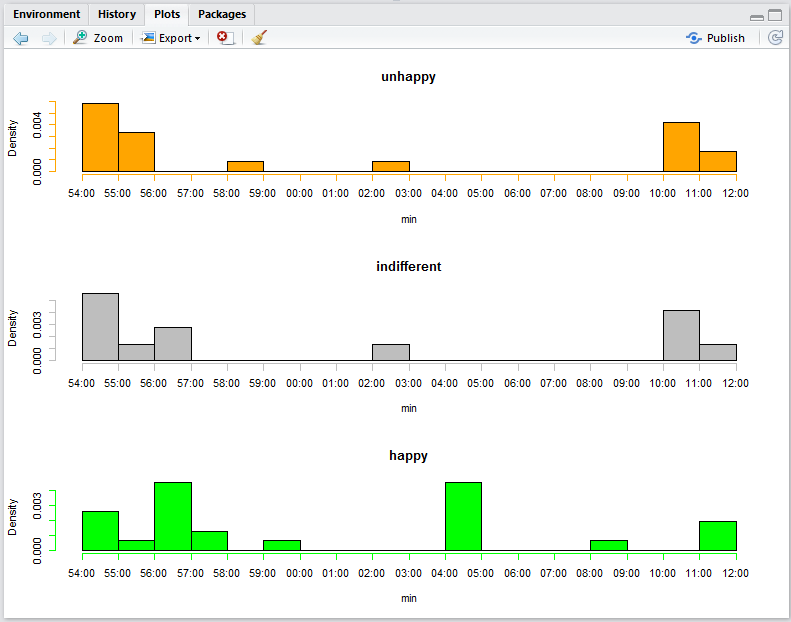 Environment History Plots Packages
Zoom Export Publish
unhappy
Density
0.004
0.000
54:00 55:00 56:00 57:00 58:00 59:00 00:00 01:00 02:00 03:00 04:00 05:00 06:00 07:00 08:00 09:00 10:00 11:00 12:00
min
indifferent
Density
0.003
0.000
54:00 55:00 56:00 57:00 58:00 59:00 00:00 01:00 02:00 03:00 04:00 05:00 06:00 07:00 08:00 09:00 10:00 11:00 12:00
min
happy
Density
0.003
0.000
54:00 55:00 56:00 57:00 58:00 59:00 00:00 01:00 02:00 03:00 04:00 05:00 06:00 07:00 08:00 09:00 10:00 11:00 12:00
min